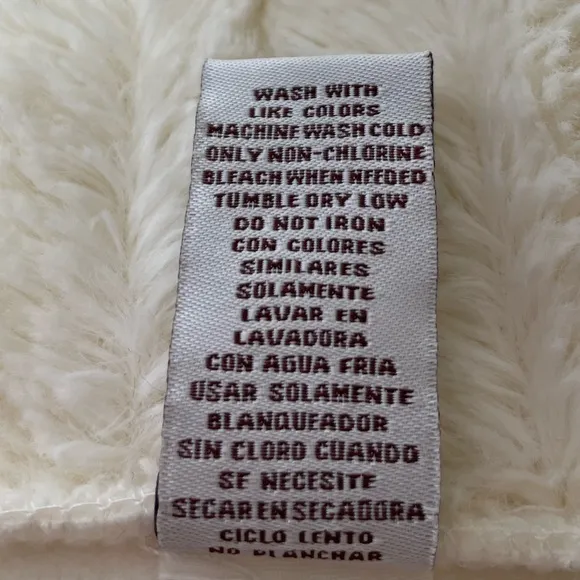 WASH WITH
LIKE COLORS
MACHINE WASH COLD
ONLY NON-CHLORINE
BLEACH WHEN NEEDED
TUMBLE DRY LOW
DO NOT IRON
CON COLORES
SIMILARES
SOLAMENTE
LAVAR EN
LAVADORA
CON AGUA FRIA
USAR SOLAMENTE
BLANQUEADOR
SIN CLORO CUANDO
SE NECESITE
SECAR EN SECADORA
CICLO LENTO
NO PLANCHAR